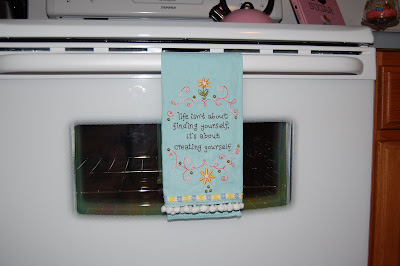 life isn't about
finding yourself,
it's about
creating yourself.